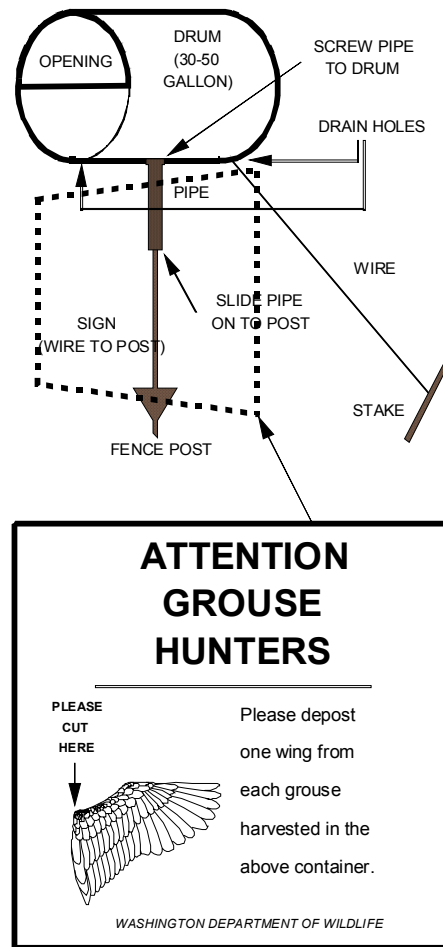 OPENING
DRUM
(30-50
GALLON)
SCREW PIPE
TO DRUM
DRAIN HOLES
PIPE
WIRE
SLIDE PIPE
ON TO POST
SIGN
(WIRE TO POST)
STAKE
FENCE POST
ATTENTION
GROUSE
HUNTERS
PLEASE
CUT
HERE
Please depost
one wing from
each grouse
harvested in the
above container.
WASHINGTON DEPARTMENT OF WILDLIFE